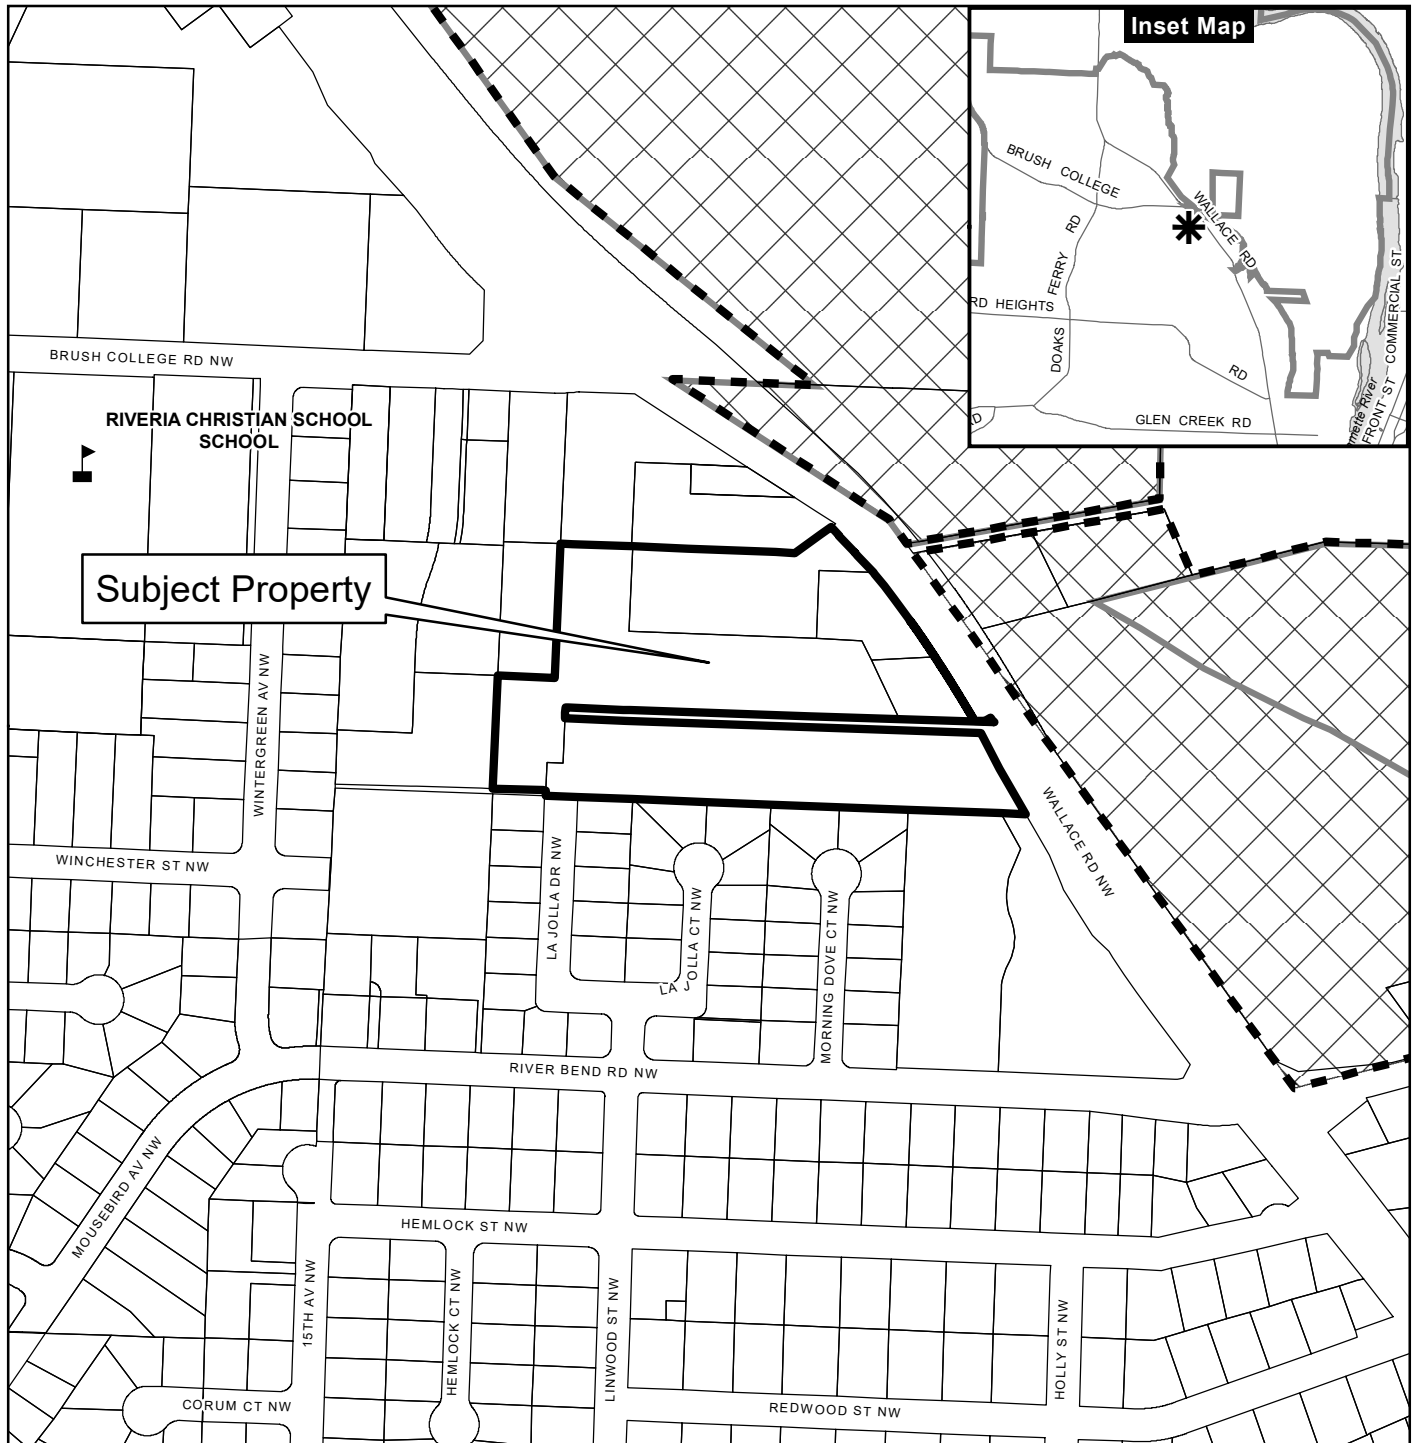 Inset Map
BRUSH COLLEGE
WALLACE RD
DOAKS FERRY RD
RD HEIGHTS
RD
RD
GLEN CREEK RD
FRONT ST
COMMERCIAL ST
River
BRUSH COLLEGE RD NW
RIVERIA CHRISTIAN SCHOOL
SCHOOL
Subject Property
WINTERGREEN AV NW
WALLACE RD NW
WINCHESTER ST NW
LA JOLLA DR NW
LA JOLLA CT NW
MORNING DOVE CT NW
RIVER BEND RD NW
MOUSEBIRD AV NW
HEMLOCK ST NW
15TH AV NW
HEMLOCK CT NW
LINWOOD ST NW
HOLLY ST NW
CORUM CT NW
REDWOOD ST NW